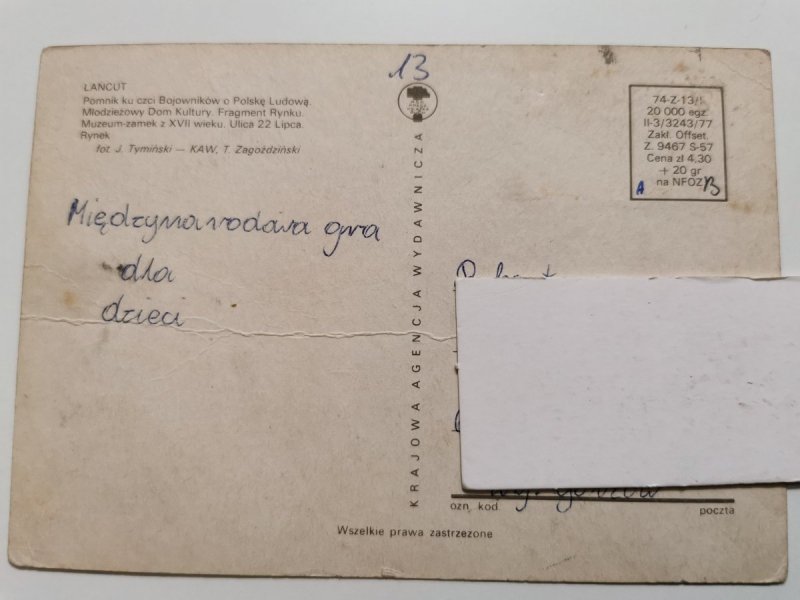 13
ŁAŃCUT
Pomnik ku czci Bojowników o Polskę Ludową.
Młodzieżowy Dom Kultury. Fragment Rynku.
Muzeum-zamek z XVII wieku. Ulica 22 Lipca.
Rynek
fot. J. Tymiński — KAW, T. Zagoździński
Międzynarodowa gra
dla
dzieci
KRAJOWA AGENCJA WYDAWNICZA
74-Z-13/
20 000 egz.
II-3/3243/77
Zakł. Offset.
Z. 9467 S-57
Cena zł 4,30
+ 20 gr
na NFOZ
A B
ozn. kod.
poczta
Wszelkie prawa zastrzeżone